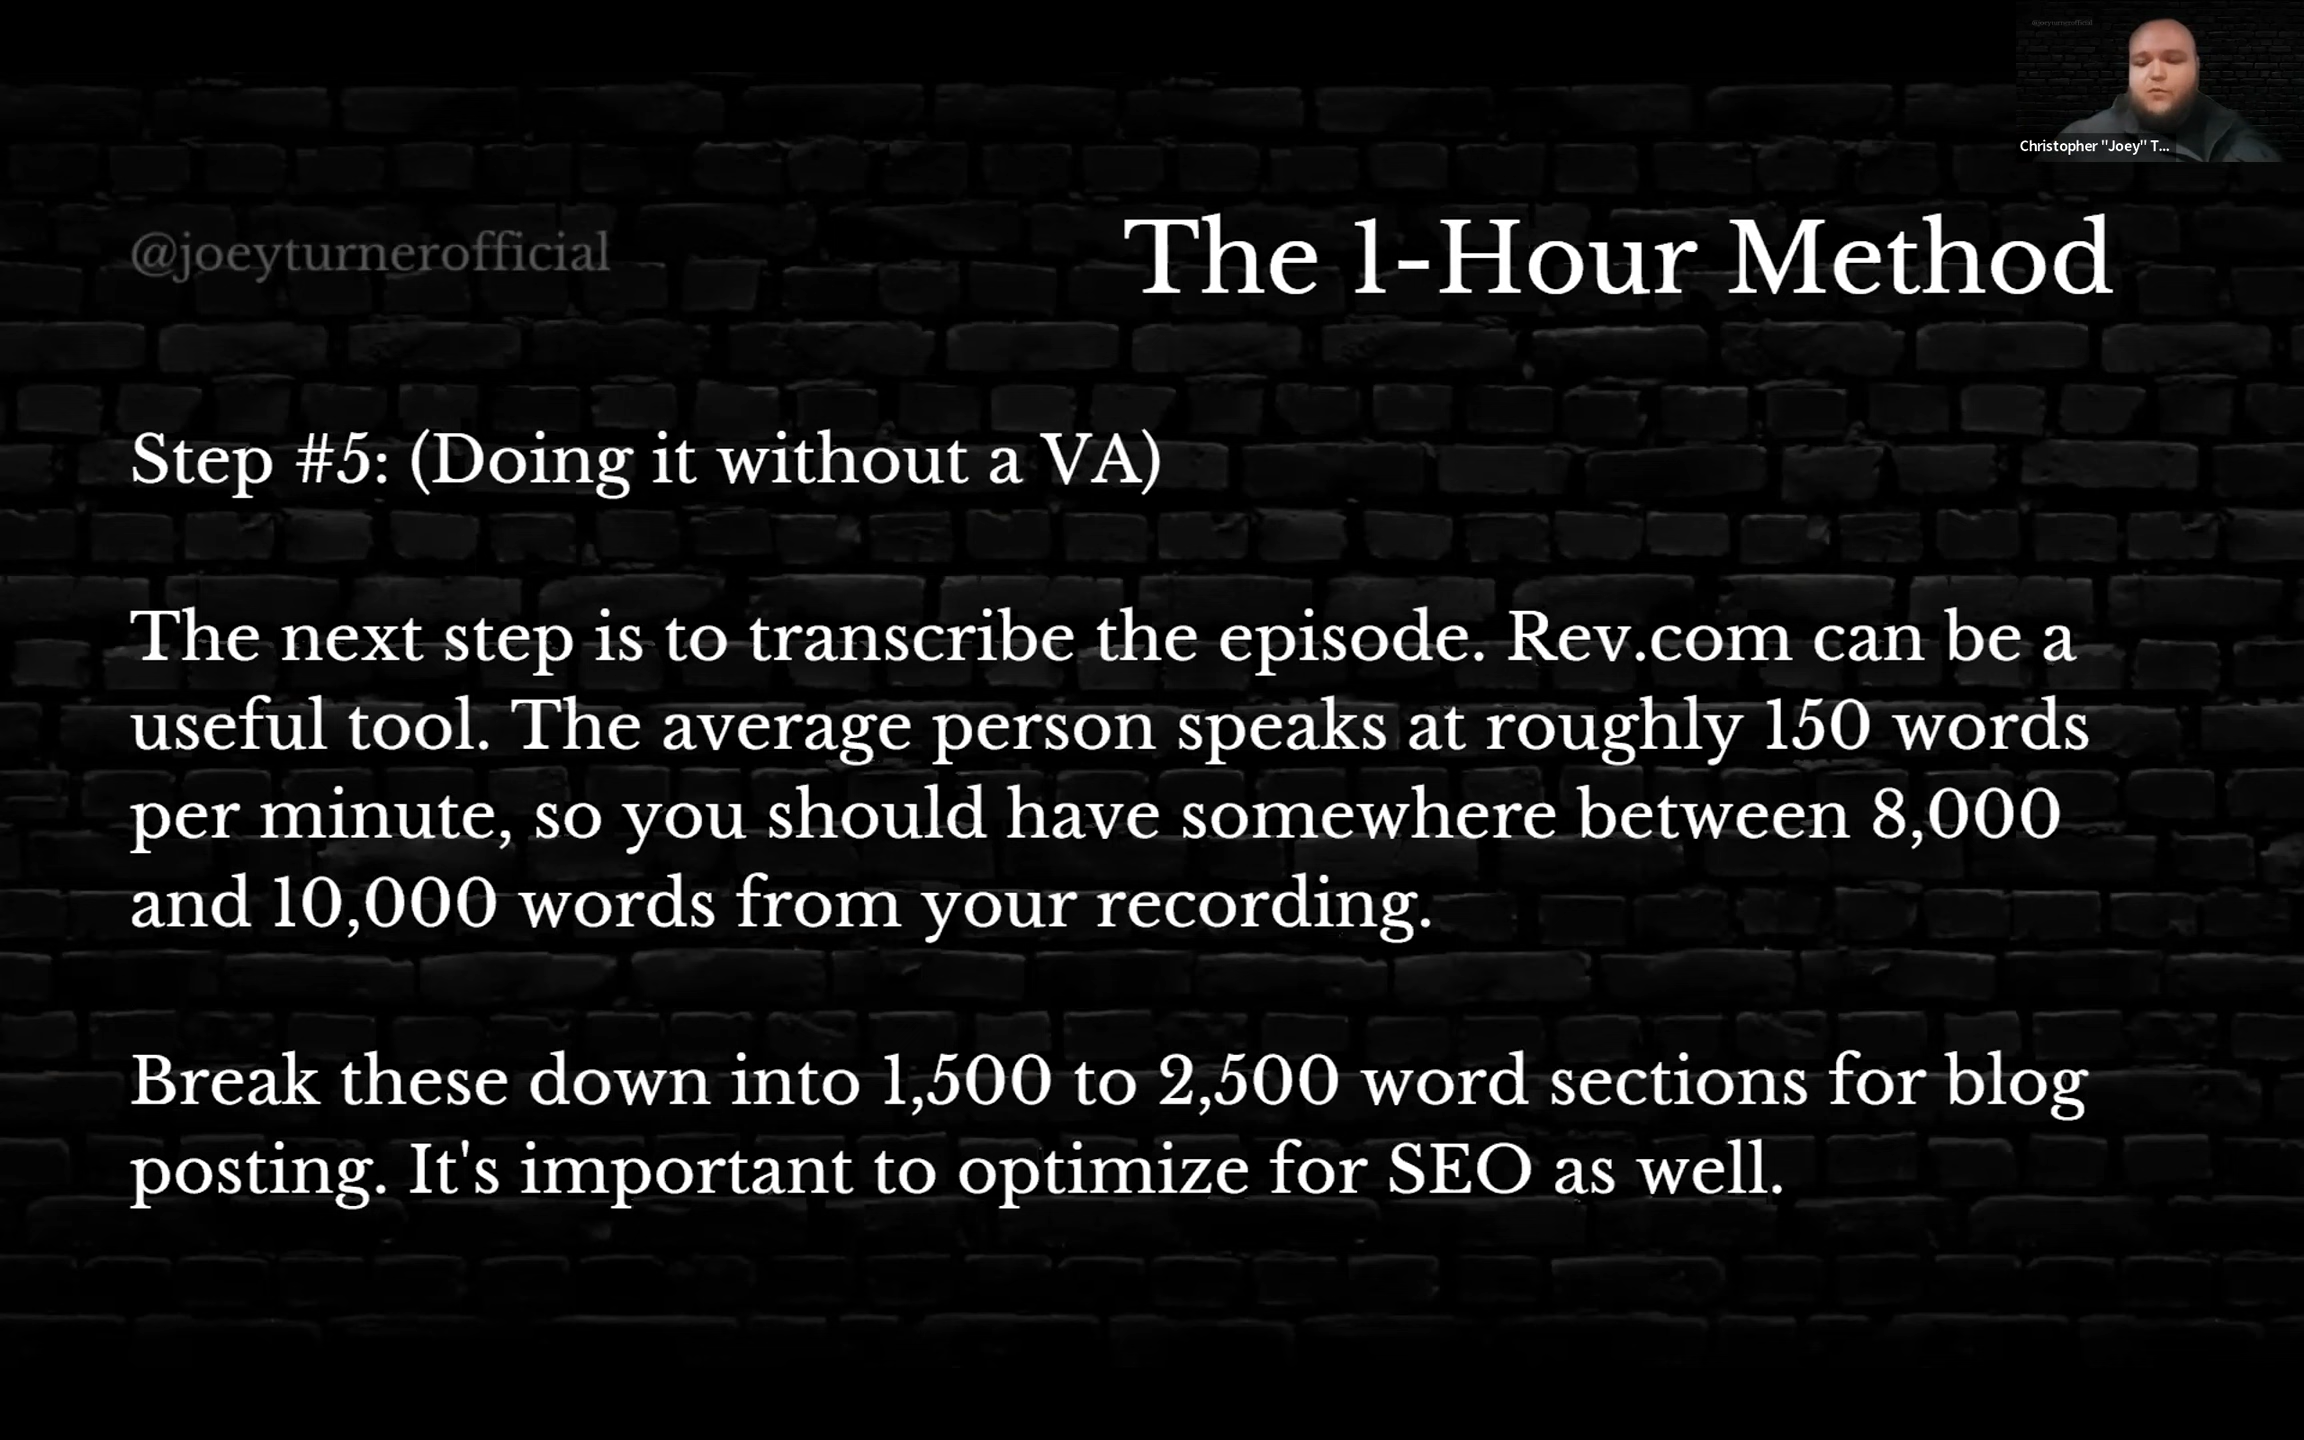 @joeyturnerofficial
Christopher "Joey" T...
@joeyturnerofficial
The 1-Hour Method
Step #5: (Doing it without a VA)
The next step is to transcribe the episode. Rev.com can be a
useful tool. The average person speaks at roughly 150 words
per minute, so you should have somewhere between 8,000
and 10,000 words from your recording.
Break these down into 1,500 to 2,500 word sections for blog
posting. It's important to optimize for SEO as well.